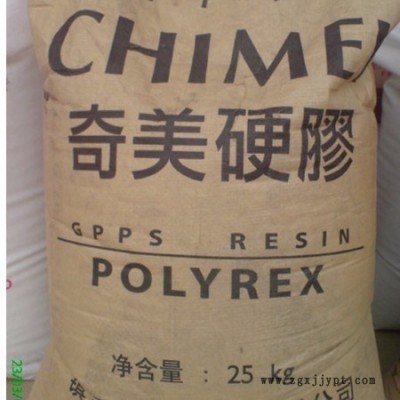 CHIMEI
奇美硬膠
GPPS RESIN
POLYREX
净含量 : 25 kg
www.zgxjjypt.com